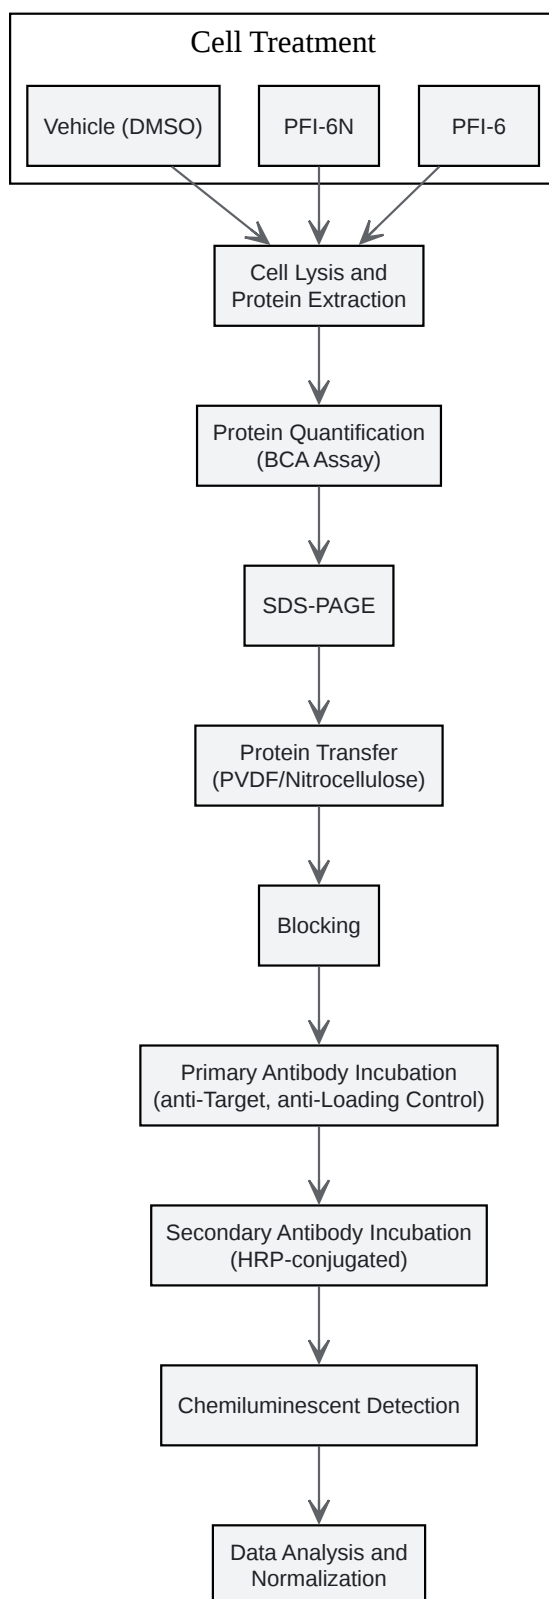 Cell Treatment
Vehicle (DMSO)
PFI-6N
PFI-6
Cell Lysis and
Protein Extraction
Protein Quantification
(BCA Assay)
SDS-PAGE
Protein Transfer
(PVDF/Nitrocellulose)
Blocking
Primary Antibody Incubation
(anti-Target, anti-Loading Control)
Secondary Antibody Incubation
(HRP-conjugated)
Chemiluminescent Detection
Data Analysis and
Normalization